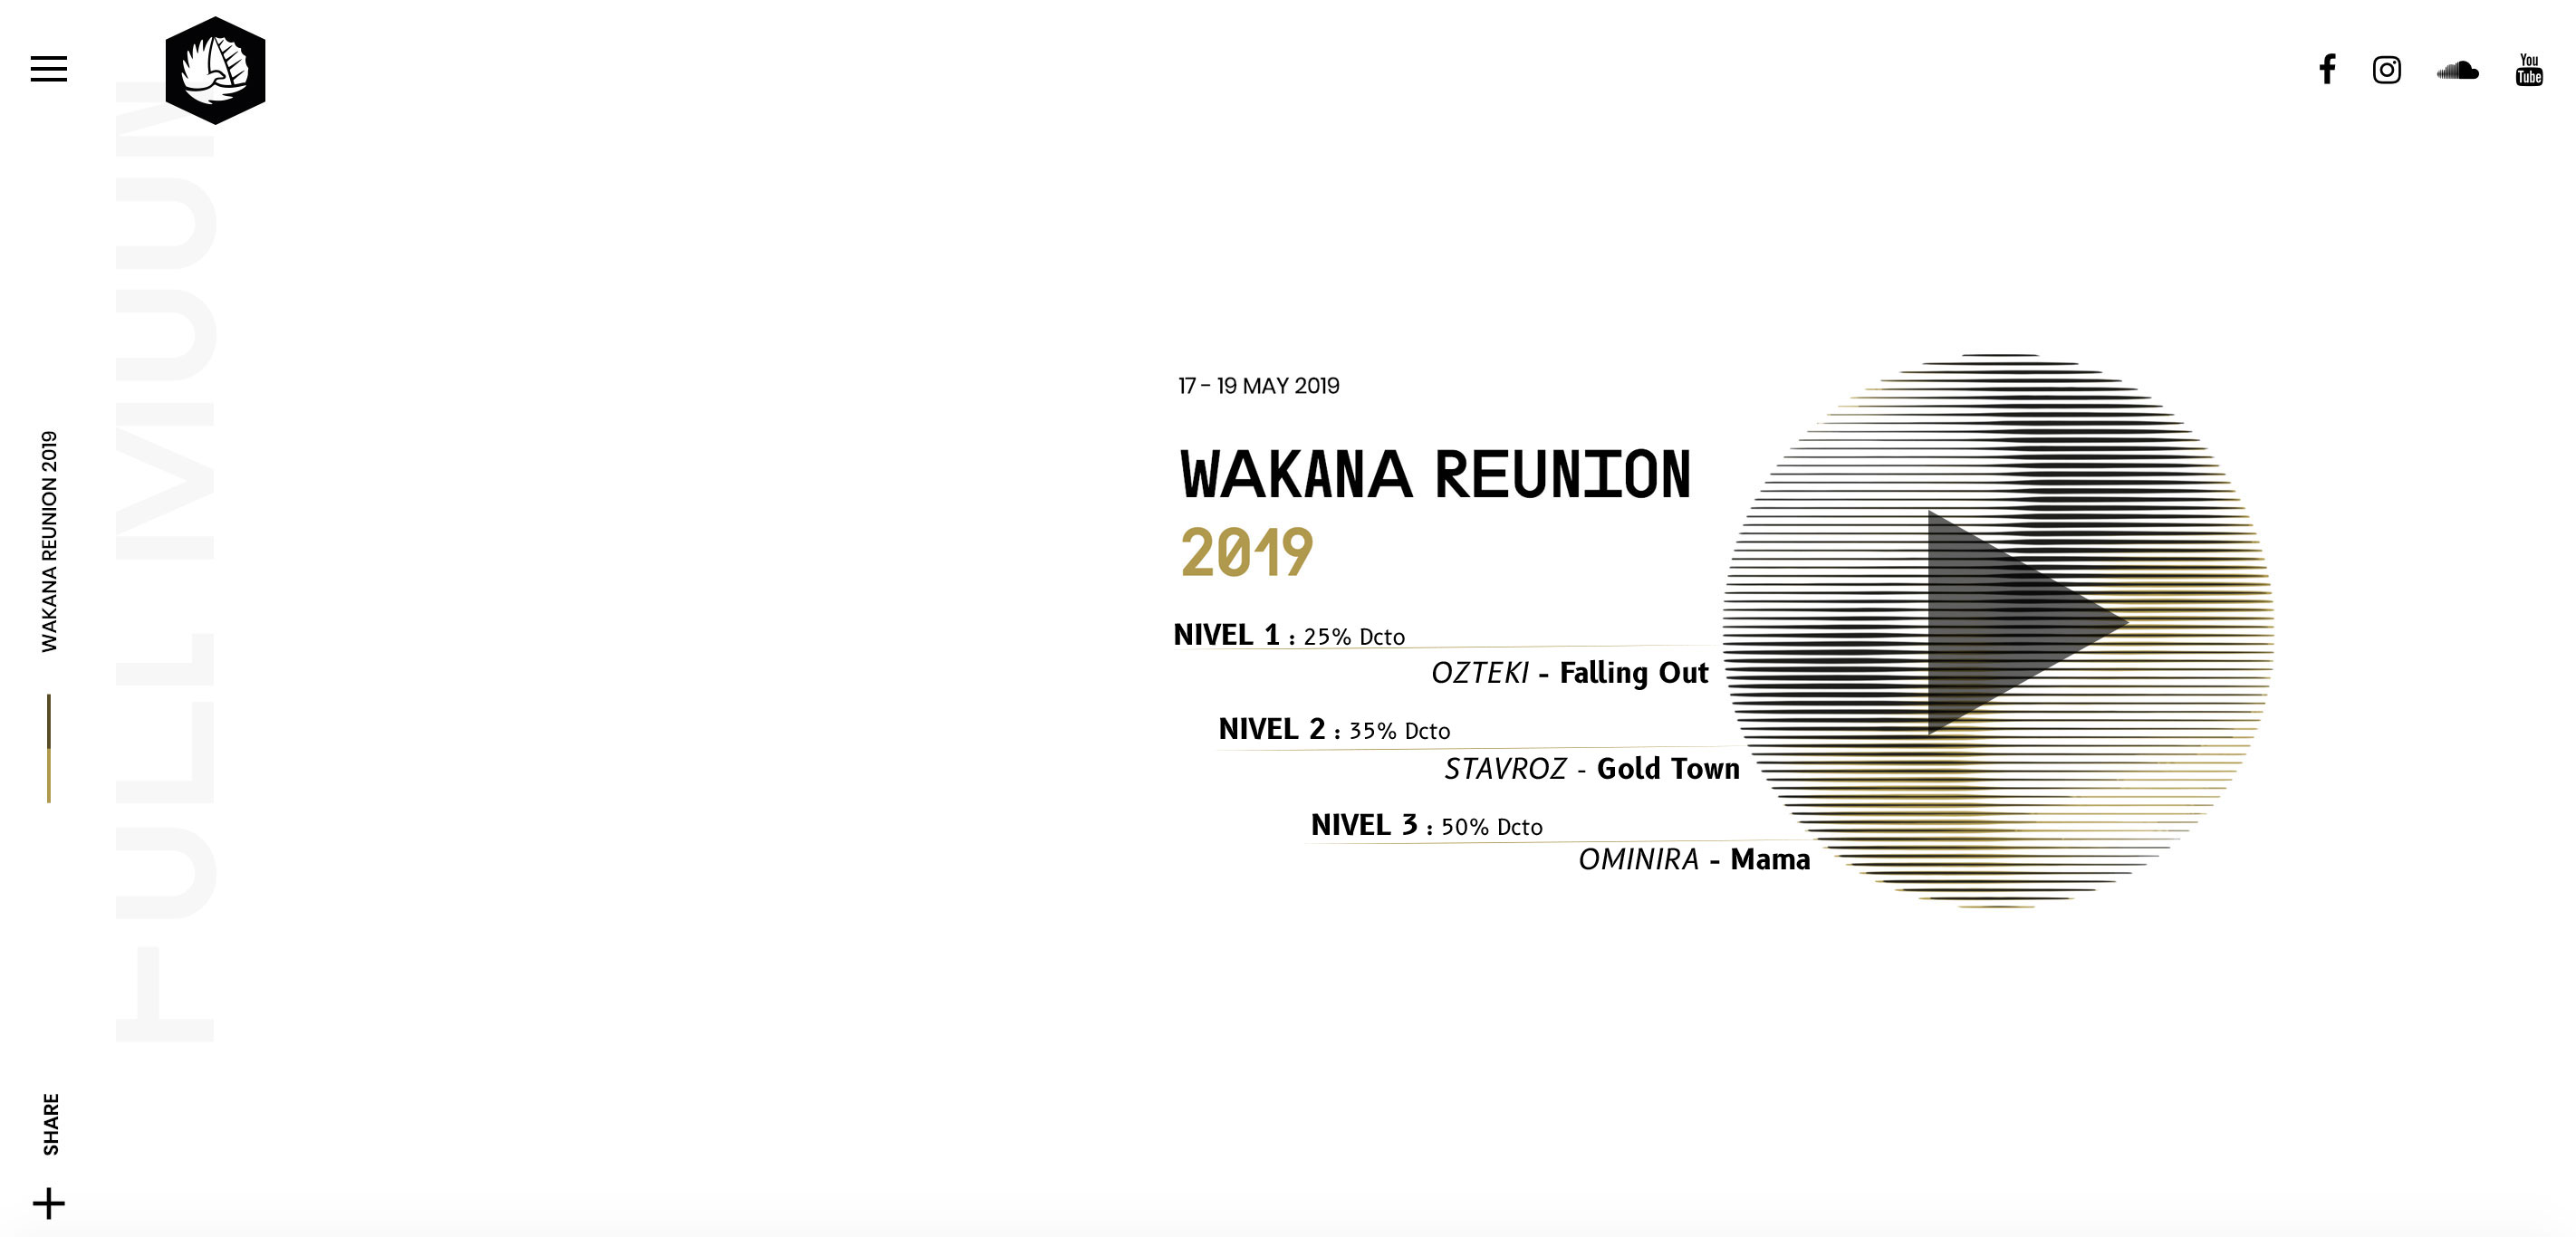 You
Tube
FULL MUUN
WAKANA REUNION 2019
SHARE
17 - 19 MAY 2019
WAKANA REUNION
2019
NIVEL 1 : 25% Dcto
OZTEKI - Falling Out
NIVEL 2 : 35% Dcto
STAVROZ - Gold Town
NIVEL 3 : 50% Dcto
OMINIRA - Mama